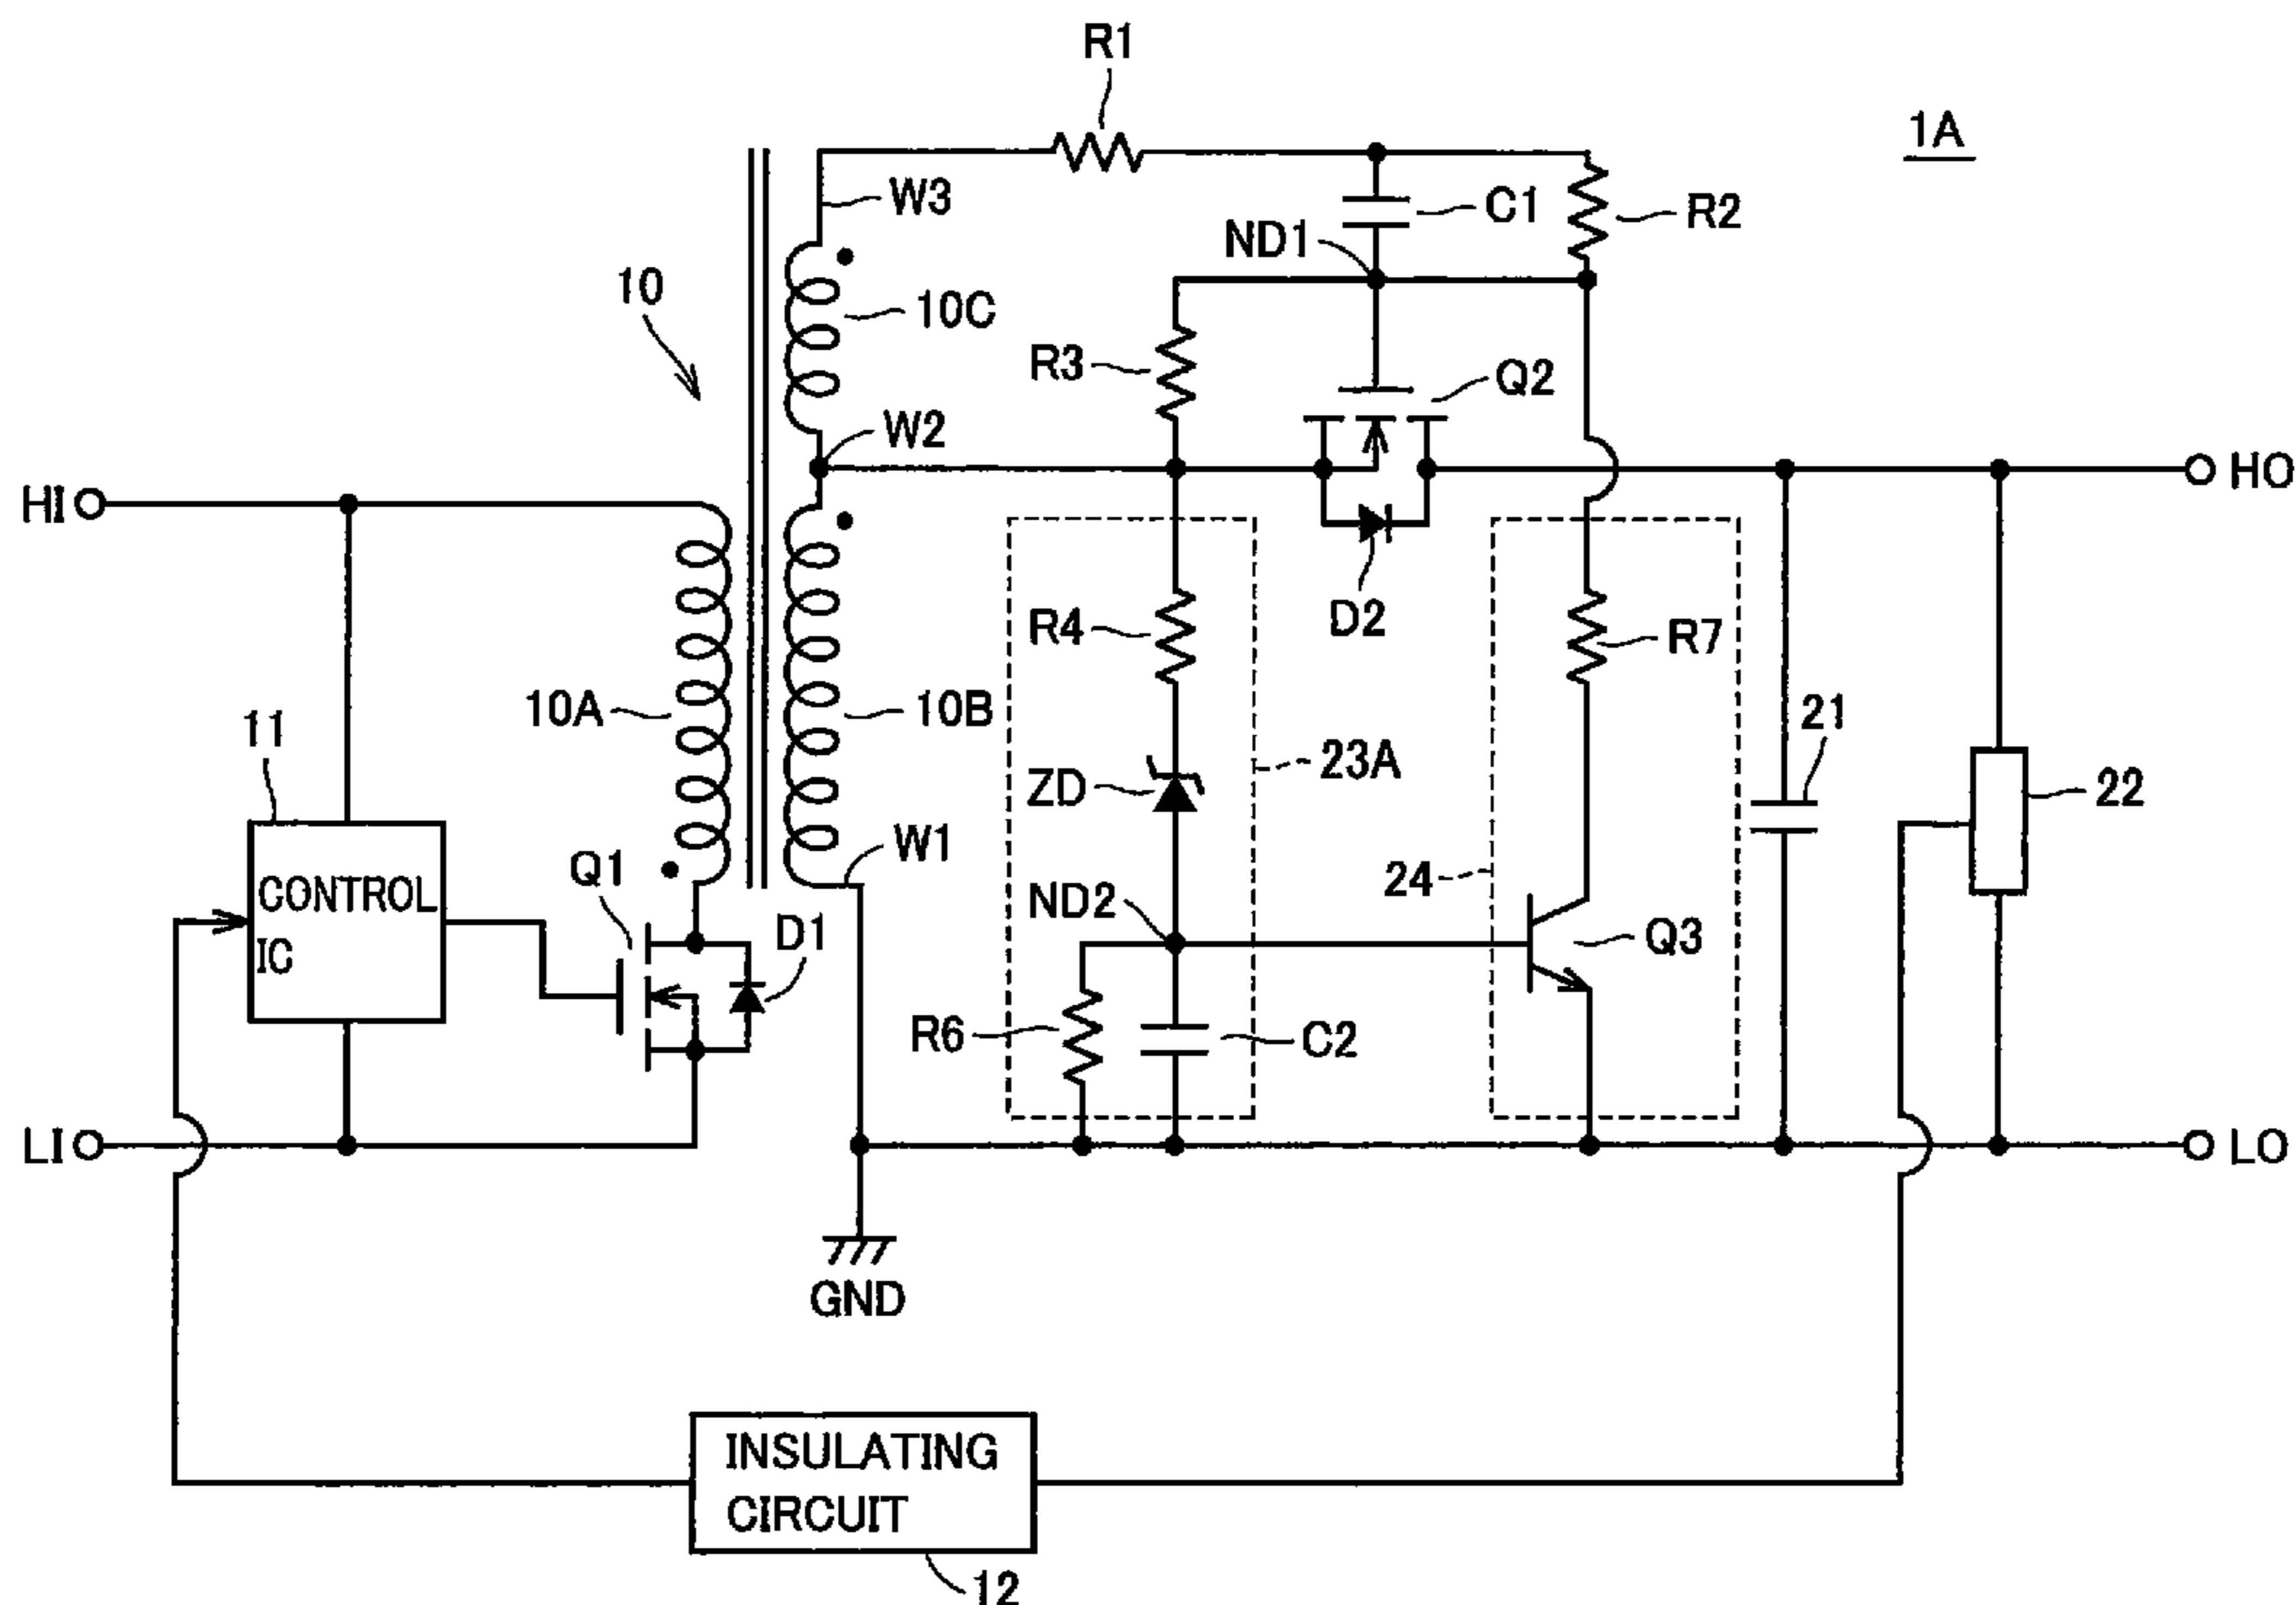 R1
1A
W3
C1
R2
ND1
10
10C
R3
Q2
W2
HI
HO
D2
R4
R7
10A
10B
21
11
23A
ZD
22
W1
Q1
24
CONTROL
IC
ND2
D1
Q3
R6
C2
LI
LO
GND
INSULATING
CIRCUIT
12